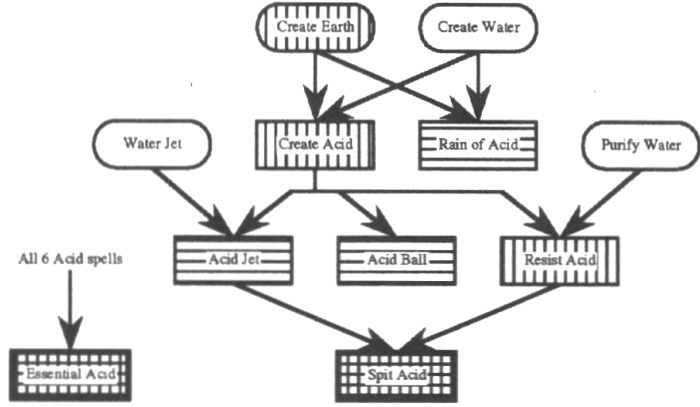 Create Earth
Create Water
Water Jet
Create Acid
Rain of Acid
Purify Water
All 6 Acid spells
Acid Jet
Acid Ball
Resist Acid
Essential Acid
Spit Acid